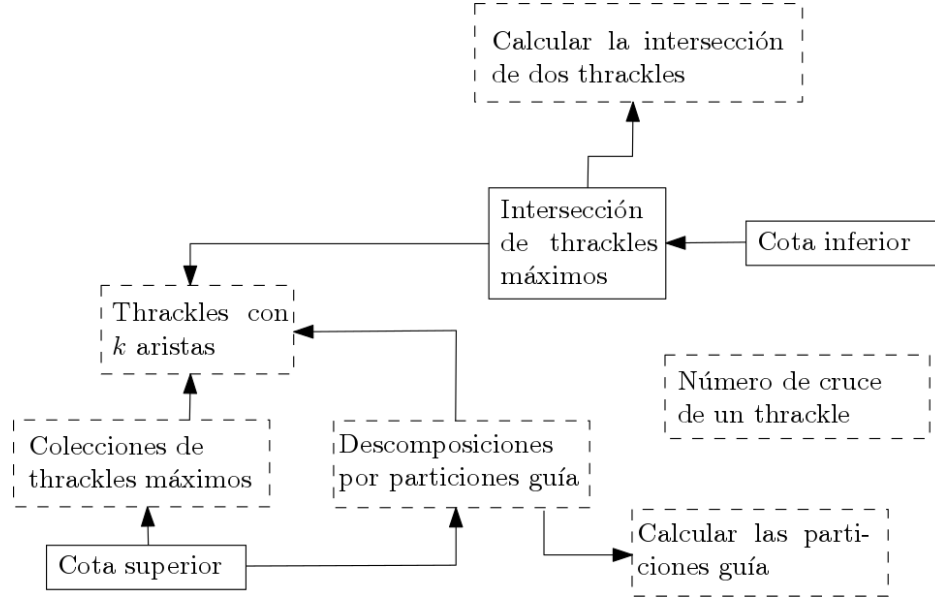 Calcular la intersección
de dos thrackles
Intersección
de thrackles
máximos
Cota inferior
Thrackles con
k aristas
Número de cruce
de un thrackle
Colecciones de
thrackles máximos
Descomposiciones
por particiones guía
Calcular las parti-
ciones guía
Cota superior